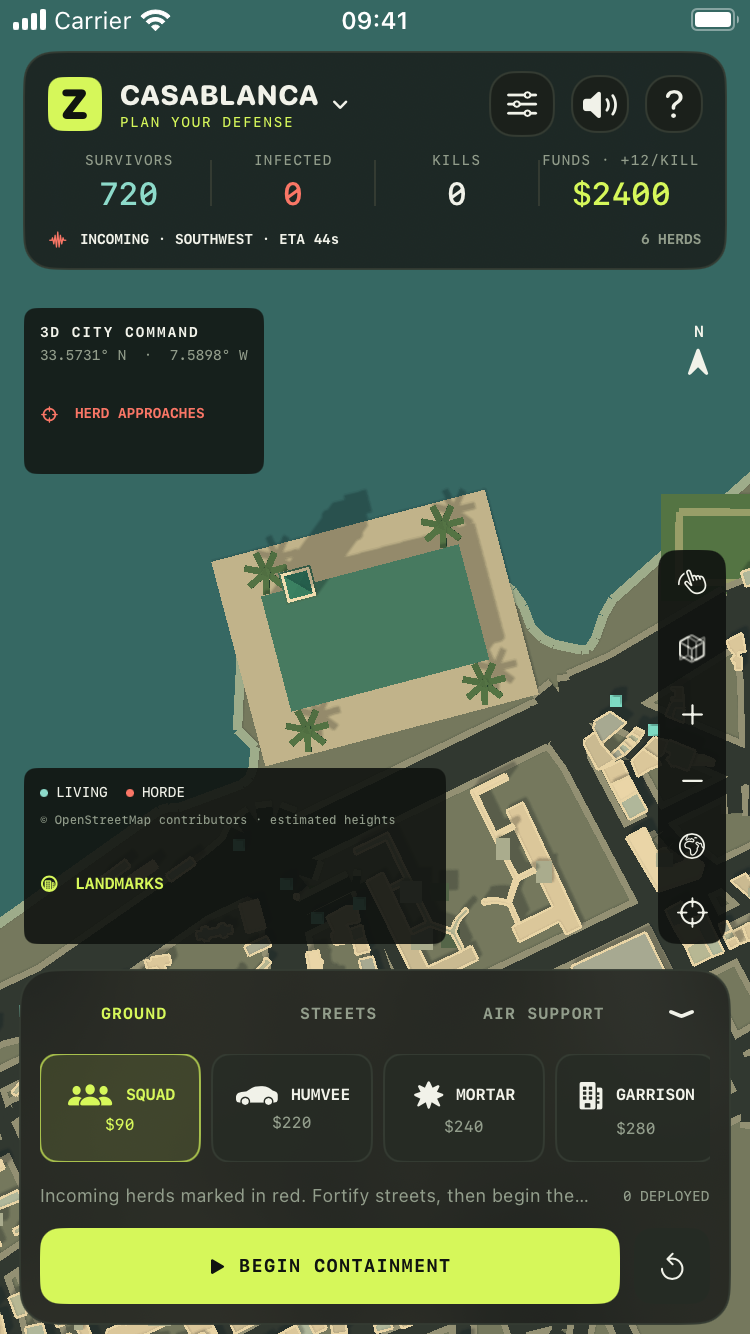 Carrier 09:41
Z CASABLANCA
PLAN YOUR DEFENSE
?
SURVIVORS INFECTED KILLS FUNDS · +12/KILL
720 0 0 $2400
INCOMING · SOUTHWEST · ETA 44s 6 HERDS
3D CITY COMMAND
33.5731° N · 7.5898° W
HERD APPROACHES
N
LIVING HORDE
© OpenStreetMap contributors · estimated heights
LANDMARKS
GROUND STREETS AIR SUPPORT
SQUAD HUMVEE MORTAR GARRISON
$90 $220 $240 $280
Incoming herds marked in red. Fortify streets, then begin the… 0 DEPLOYED
BEGIN CONTAINMENT